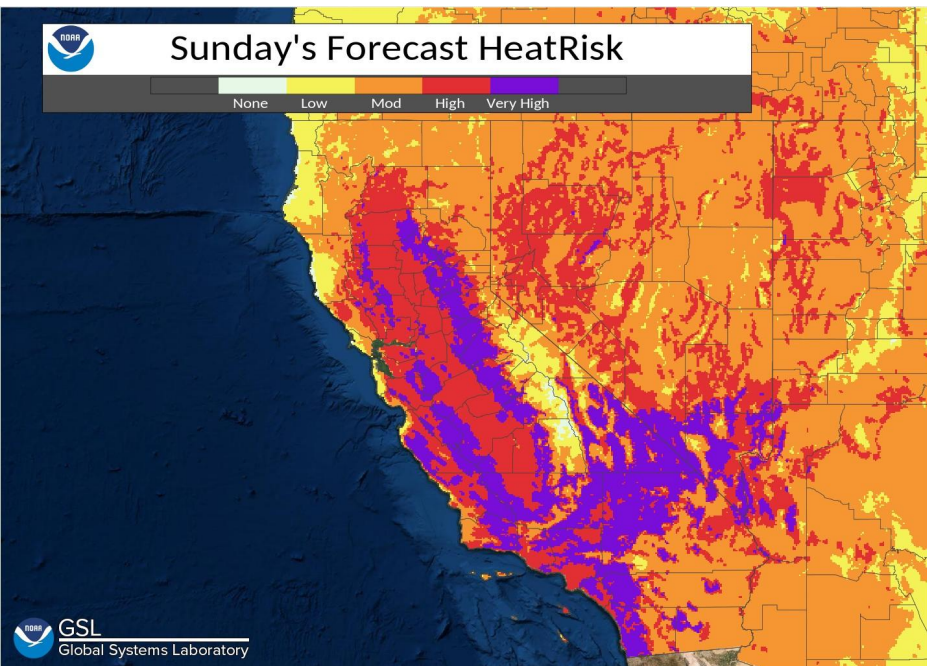 NOAA
Sunday's Forecast HeatRisk
None Low Mod High Very High
NOAA
GSL
Global Systems Laboratory